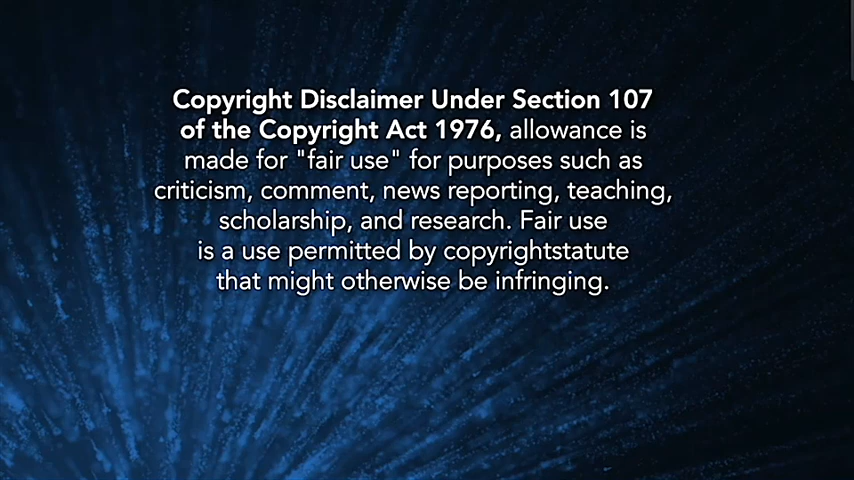 Copyright Disclaimer Under Section 107
of the Copyright Act 1976, allowance is
made for "fair use" for purposes such as
criticism, comment, news reporting, teaching,
scholarship, and research. Fair use
is a use permitted by copyrightstatute
that might otherwise be infringing.